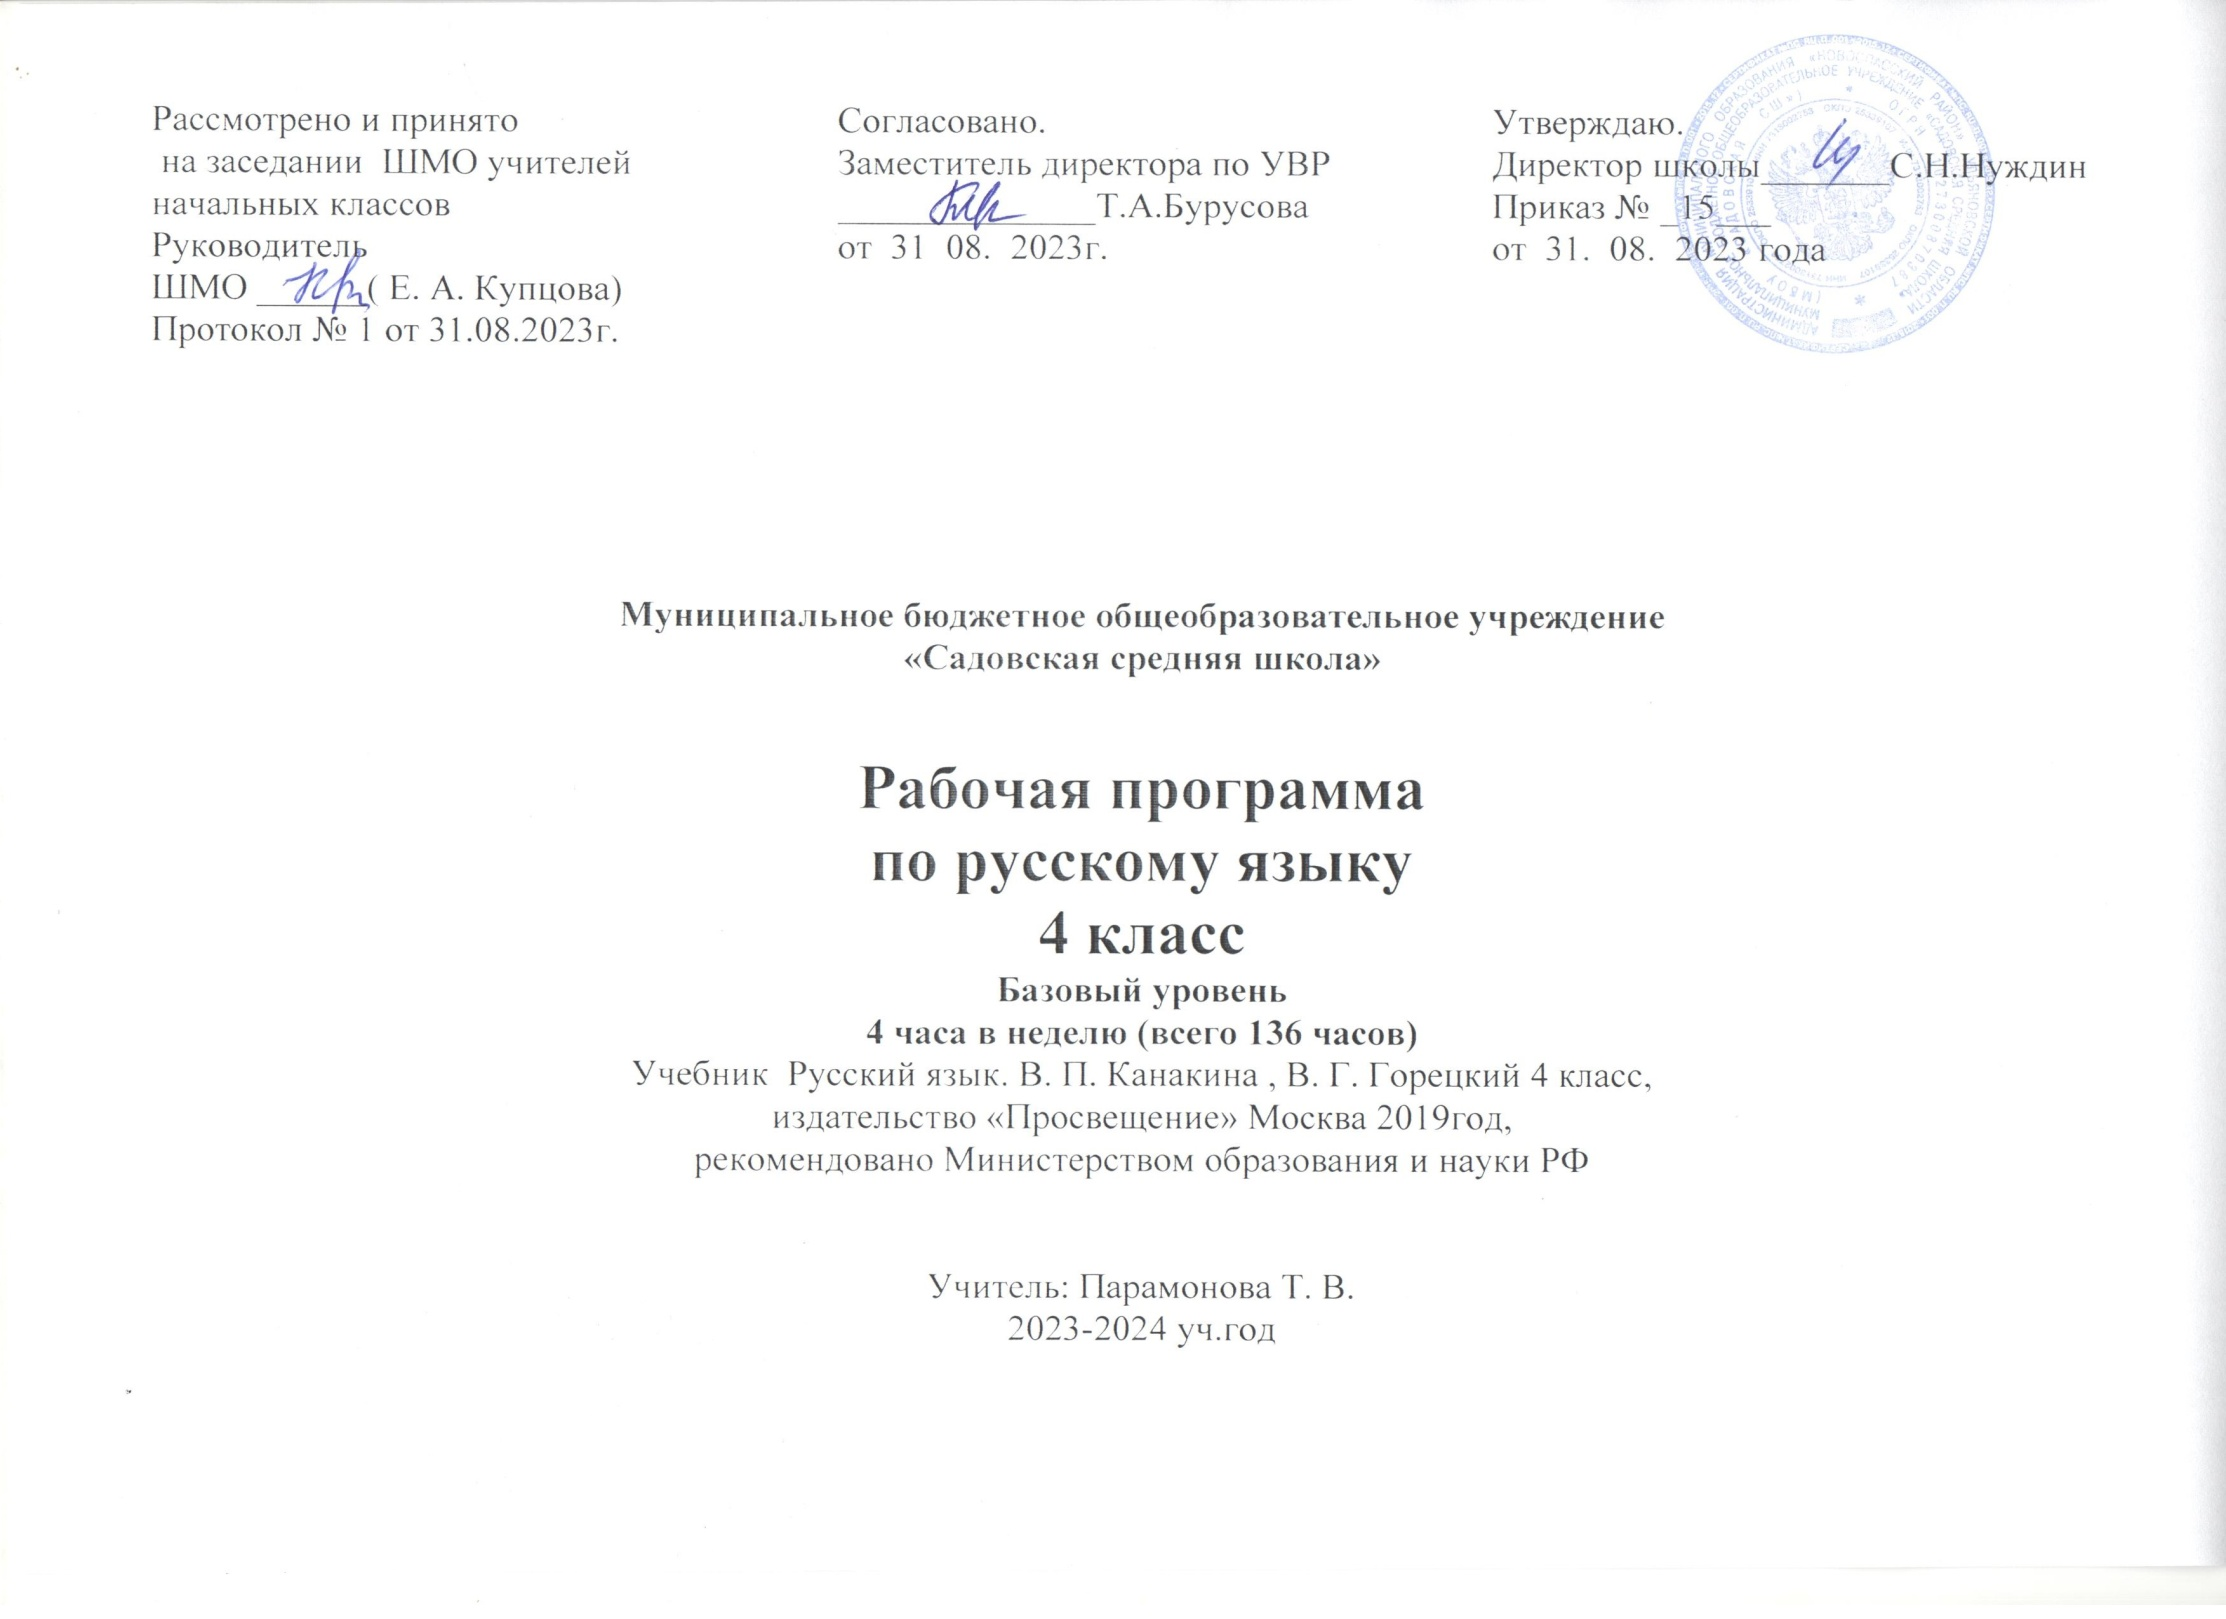 Рассмотрено и принято
на заседании ШМО учителей
начальных классов
Руководитель
ШМО ______( Е. А. Купцова)
Протокол № 1 от 31.08.2023г.
Согласовано.
Заместитель директора по УВР
______________Т.А.Бурусова
от 31 08. 2023г.
Утверждаю.
Директор школы_______С.Н.Нуждин
Приказ № _15___
от 31. 08. 2023 года
Муниципальное бюджетное общеобразовательное учреждение
«Садовская средняя школа»
Рабочая программа
по русскому языку
4 класс
Базовый уровень
4 часа в неделю (всего 136 часов)
Учебник Русский язык. В. П. Канакина , В. Г. Горецкий 4 класс,
издательство «Просвещение» Москва 2019год,
рекомендовано Министерством образования и науки РФ
Учитель: Парамонова Т. В.
2023-2024 уч.год